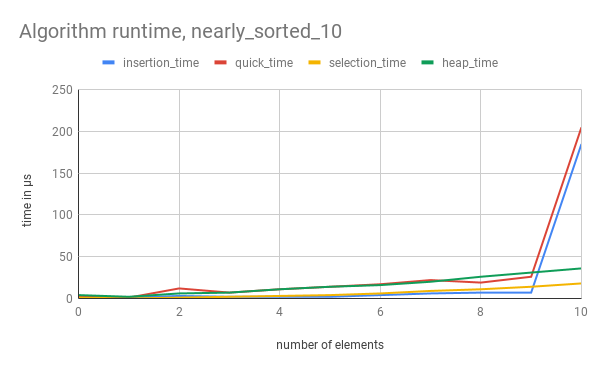 Algorithm runtime, nearly_sorted_10
insertion_time quick_time selection_time heap_time
250
200
150
100
50
0
time in µs
0 2 4 6 8 10
number of elements